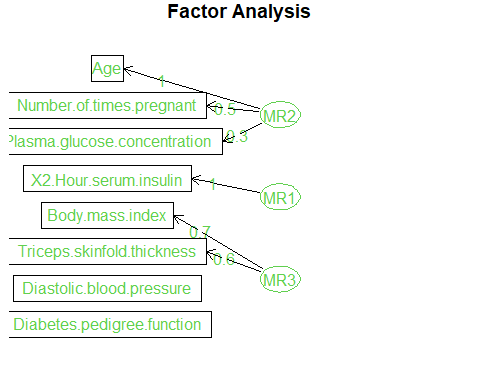 Factor Analysis
Age
1
Number.of.times.pregnant
0.5
MR2
Plasma.glucose.concentration
0.3
X2.Hour.serum.insulin
1
MR1
Body.mass.index
0.7
Triceps.skinfold.thickness
0.6
MR3
Diastolic.blood.pressure
Diabetes.pedigree.function